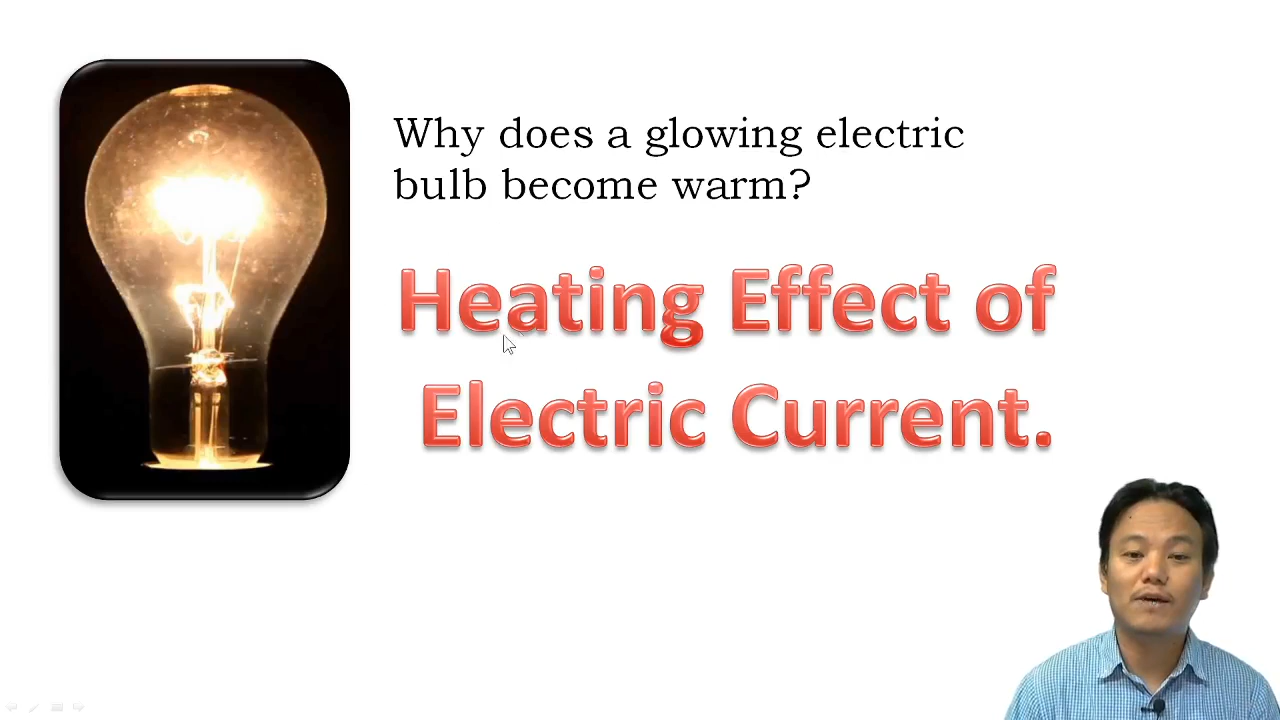 Why does a glowing electric
bulb become warm?
Heating Effect of
Electric Current.